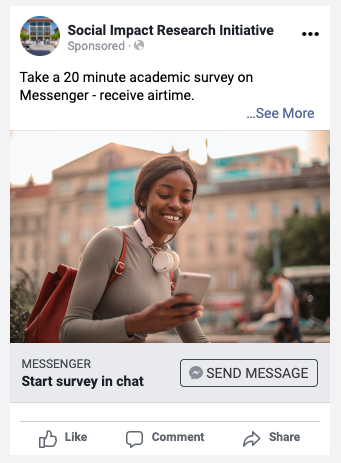 Social Impact Research Initiative
Sponsored ·
Take a 20 minute academic survey on
Messenger - receive airtime.
...See More
MESSENGER
Start survey in chat
SEND MESSAGE
Like
Comment
Share